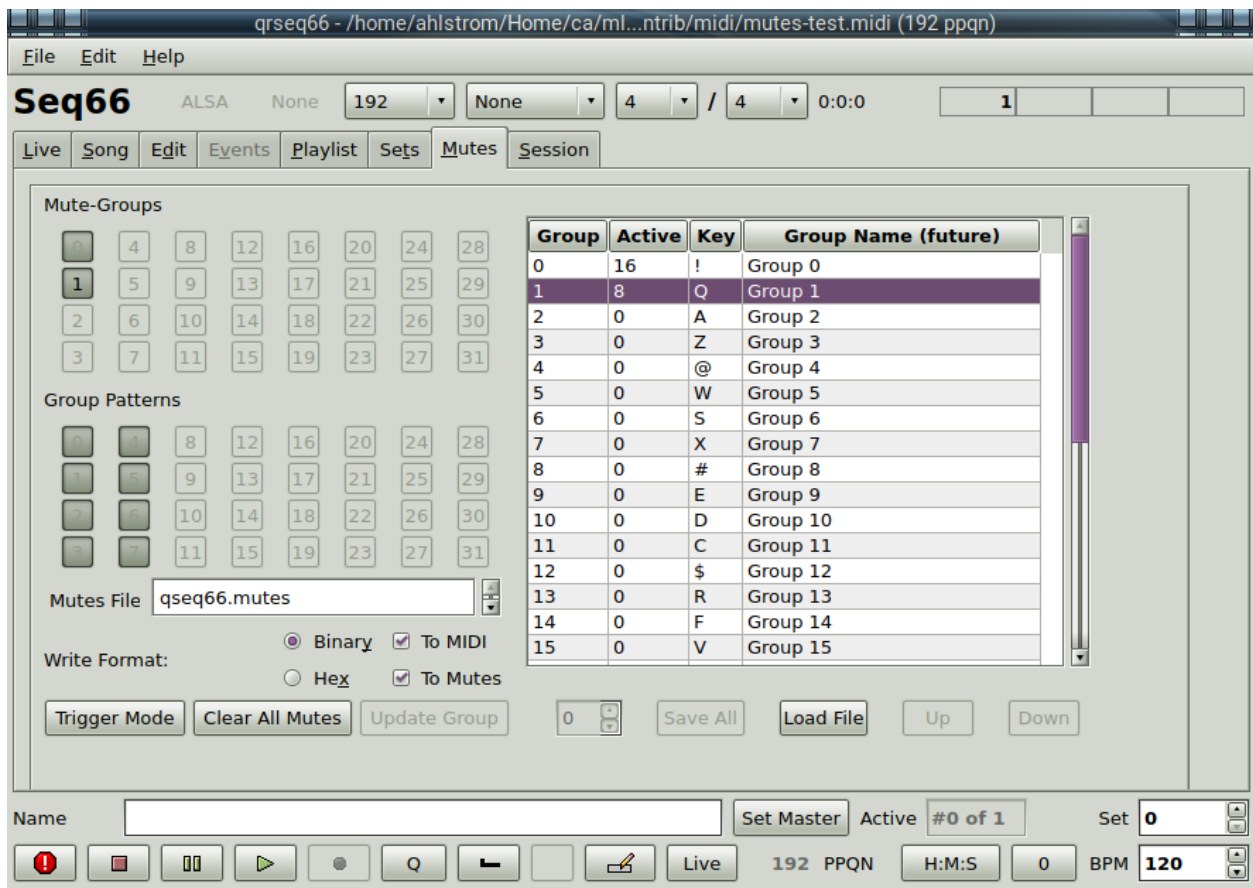 qrseq66 - /home/ahlstrom/Home/ca/ml...ntrib/midi/mutes-test.midi (192 ppqn)
File Edit Help
Seq66 ALSA None 192 None 4 / 4 0:0:0 1
Live Song Edit Events Playlist Sets Mutes Session
Mute-Groups
0 4 8 12 16 20 24 28
1 5 9 13 17 21 25 29
2 6 10 14 18 22 26 30
3 7 11 15 19 23 27 31
Group Patterns
0 4 8 12 16 20 24 28
1 5 9 13 17 21 25 29
2 6 10 14 18 22 26 30
3 7 11 15 19 23 27 31
Mutes File qseq66.mutes
Write Format:
Binary To MIDI
Hex To Mutes
Group Active Key Group Name (future)
0 16 ! Group 0
1 8 Q Group 1
2 0 A Group 2
3 0 Z Group 3
4 0 @ Group 4
5 0 W Group 5
6 0 S Group 6
7 0 X Group 7
8 0 # Group 8
9 0 E Group 9
10 0 D Group 10
11 0 C Group 11
12 0 $ Group 12
13 0 R Group 13
14 0 F Group 14
15 0 V Group 15
Trigger Mode Clear All Mutes Update Group 0 Save All Load File Up Down
Name Set Master Active #0 of 1 Set 0
Q Live 192 PPQN H:M:S 0 BPM 120